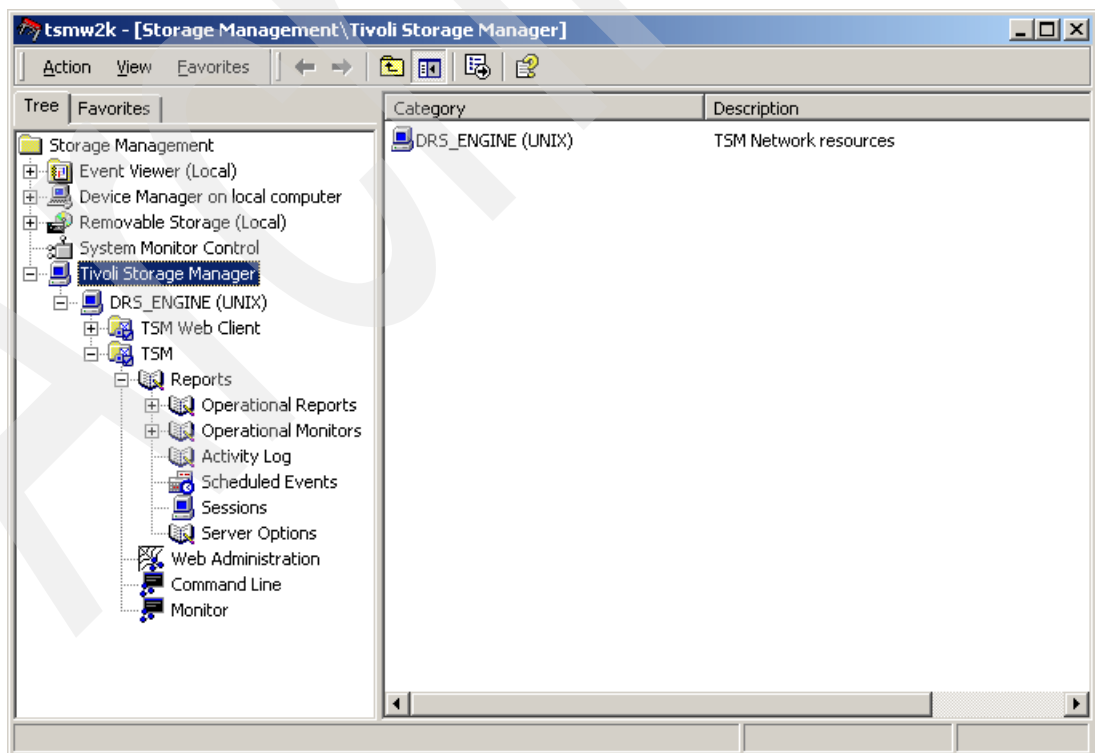 tsmw2k - [Storage Management\Tivoli Storage Manager]
Action View Favorites
Tree Favorites
Category Description
Storage Management
Event Viewer (Local)
Device Manager on local computer
Removable Storage (Local)
System Monitor Control
Tivoli Storage Manager
DRS_ENGINE (UNIX)
TSM Web Client
TSM
Reports
Operational Reports
Operational Monitors
Activity Log
Scheduled Events
Sessions
Server Options
Web Administration
Command Line
Monitor
DRS_ENGINE (UNIX) TSM Network resources